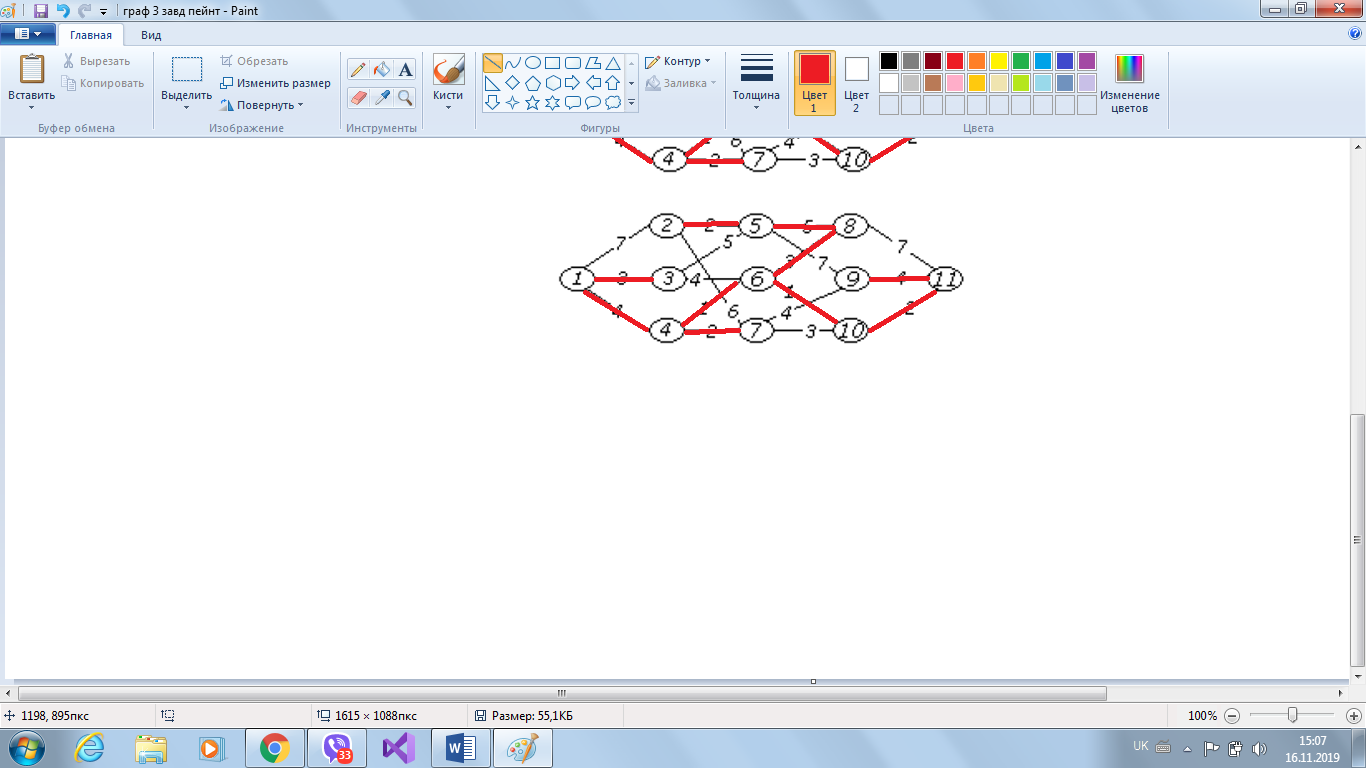 граф 3 завд пейнт - Paint
Главная Вид
Вставить
Вырезать
Копировать
Буфер обмена
Выделить
Обрезать
Изменить размер
Повернуть
Изображение
A
Инструменты
Кисти
Контур
Заливка
Фигуры
Толщина
Цвет 1
Цвет 2
Изменение цветов
Цвета
4 2 7 3 10
2 2 5 5 8
7 5 3 7 7
1 3 3 4 6 9 4 11
4 1 6 1 4 2
4 2 7 3 10
1198, 895пкс
1615 × 1088пкс
Размер: 55,1КБ
100%
33
UK
15:07
16.11.2019